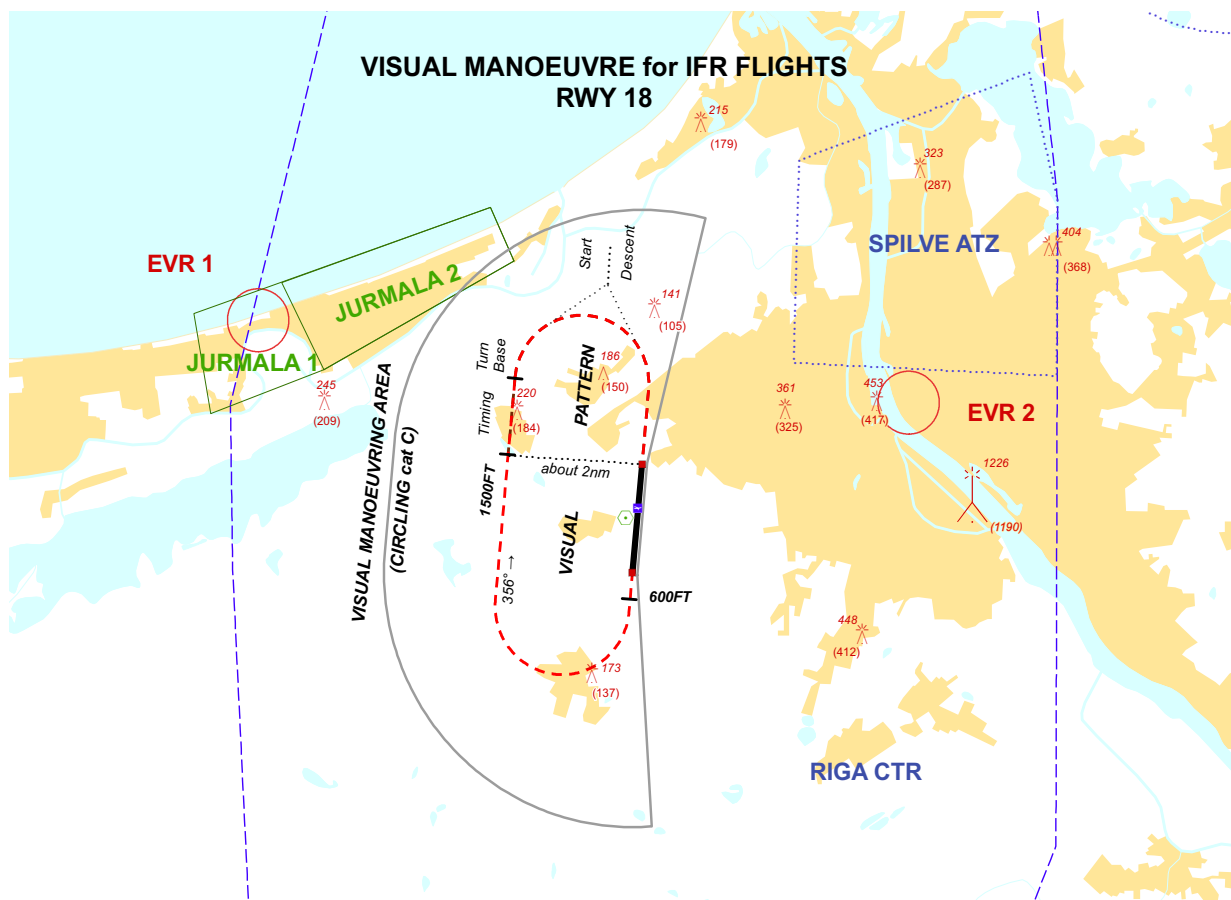 VISUAL MANOEUVRE for IFR FLIGHTS
RWY 18
215
(179)
323
(287)
SPILVE ATZ
404
(368)
EVR 1
JURMALA 2
JURMALA 1
245
(209)
Start
Descent
141
(105)
Turn
Base
186
(150)
PATTERN
Timing
220
(184)
361
(325)
453
(417)
EVR 2
VISUAL MANOEUVRING AREA
(CIRCLING cat C)
about 2nm
1500FT
1226
(1190)
VISUAL
356° →
600FT
448
(412)
173
(137)
RIGA CTR